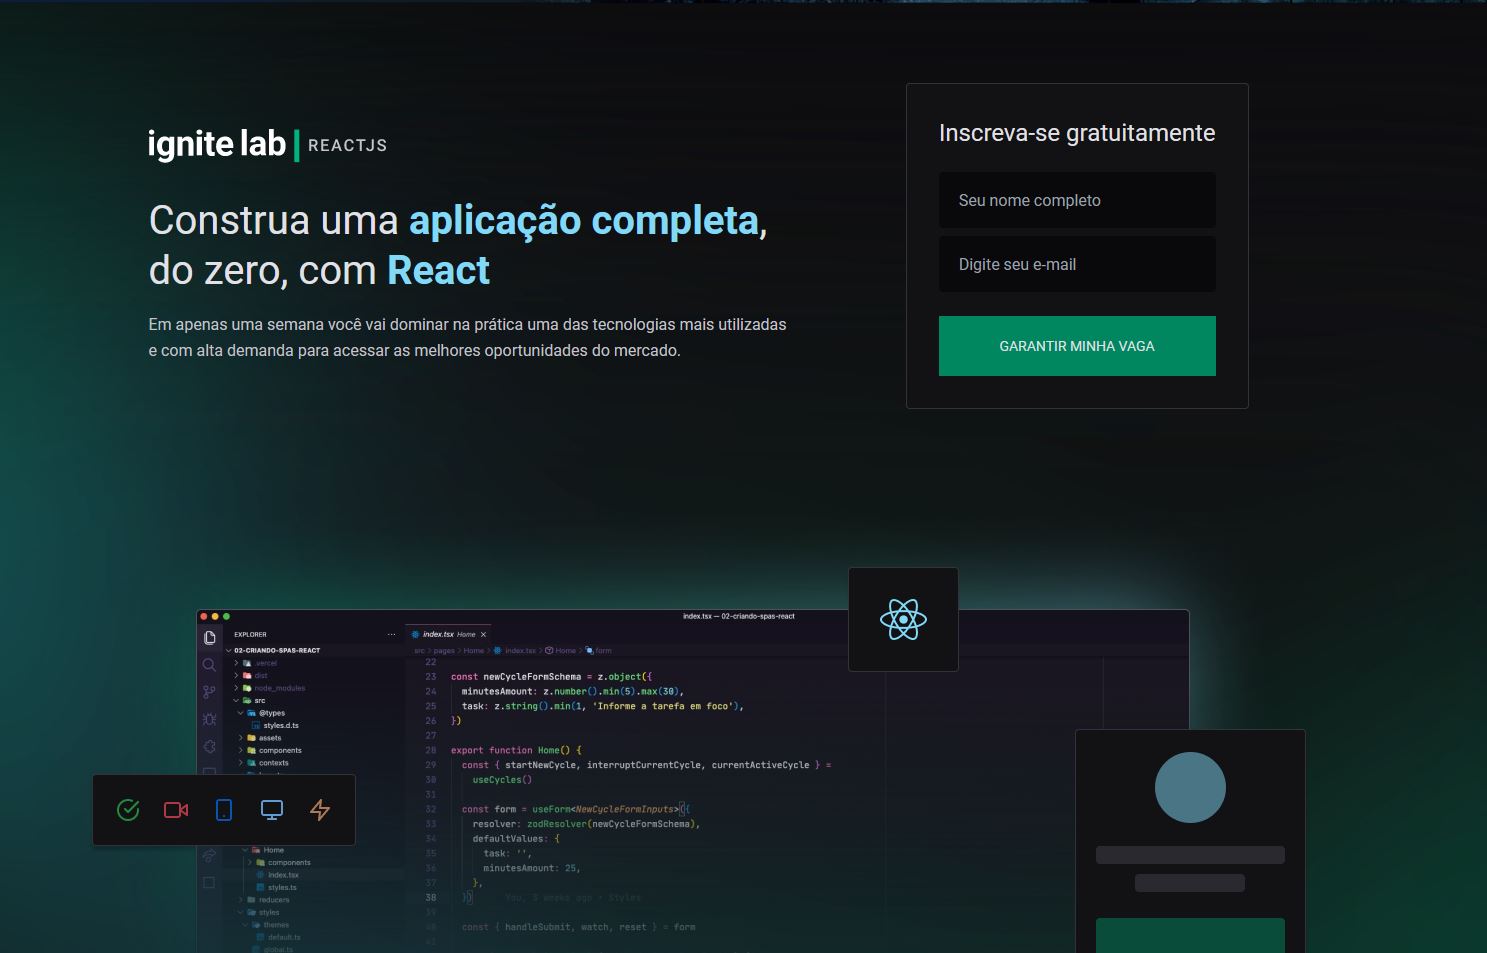 ignite lab | REACTJS
Construa uma aplicação completa,
do zero, com React
Em apenas uma semana você vai dominar na prática uma das tecnologias mais utilizadas
e com alta demanda para acessar as melhores oportunidades do mercado.
Inscreva-se gratuitamente
Seu nome completo
Digite seu e-mail
GARANTIR MINHA VAGA
index.tsx — 02-criando-spas-react
EXPLORER
02-CRIANDO-SPAS-REACT
.vercel
dist
node_modules
src
@types
styles.d.ts
assets
components
contexts
Home
components
index.tsx
styles.ts
reducers
styles
themes
default.ts
global.ts
index.tsx Home
src > pages > Home > index.tsx > Home > form
22
23 const newCycleFormSchema = z.object({
24 minutesAmount: z.number().min(5).max(30),
25 task: z.string().min(1, 'Informe a tarefa em foco'),
26 })
27
28 export function Home() {
29 const { startNewCycle, interruptCurrentCycle, currentActiveCycle } =
30 useCycles()
31
32 const form = useForm<NewCycleFormInputs>({
33 resolver: zodResolver(newCycleFormSchema),
34 defaultValues: {
35 task: '',
36 minutesAmount: 25,
37 },
38 }) You, 3 weeks ago • Styles
39
40 const { handleSubmit, watch, reset } = form
41